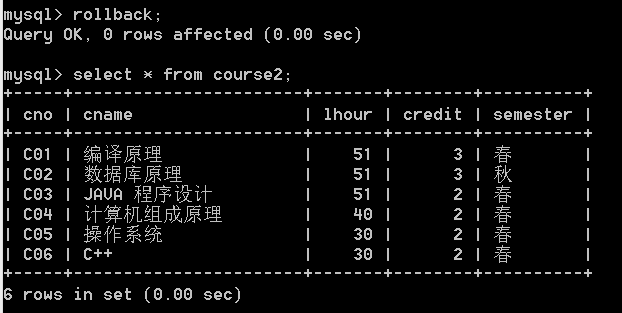 mysql> rollback;
Query OK, 0 rows affected (0.00 sec)
mysql> select * from course2;
+-----+----------------------+-------+--------+----------+
| cno | cname | lhour | credit | semester |
+-----+----------------------+-------+--------+----------+
| C01 | 编译原理 | 51 | 3 | 春 |
| C02 | 数据库原理 | 51 | 3 | 秋 |
| C03 | JAVA 程序设计 | 51 | 2 | 春 |
| C04 | 计算机组成原理 | 40 | 2 | 春 |
| C05 | 操作系统 | 30 | 2 | 春 |
| C06 | C++ | 30 | 2 | 春 |
+-----+----------------------+-------+--------+----------+
6 rows in set (0.00 sec)